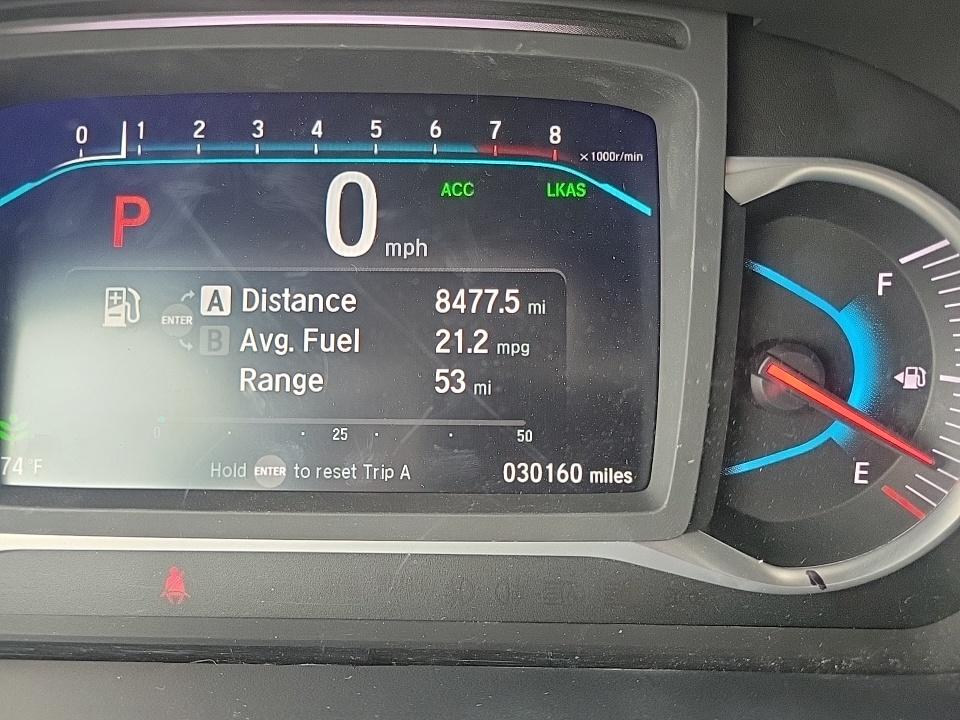 0 1 2 3 4 5 6 7 8
x1000r/min
ACC LKAS
P
0 mph
F
A Distance 8477.5 mi
ENTER
B Avg. Fuel 21.2 mpg
Range 53 mi
0 25 50
E
74°F
Hold ENTER to reset Trip A
030160 miles